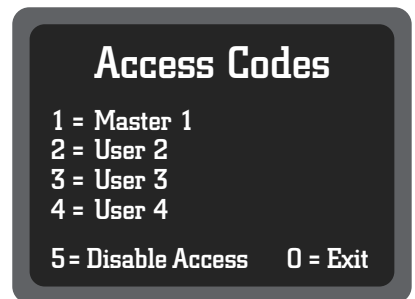 Access Codes
1 = Master 1
2 = User 2
3 = User 3
4 = User 4
5 = Disable Access 0 = Exit